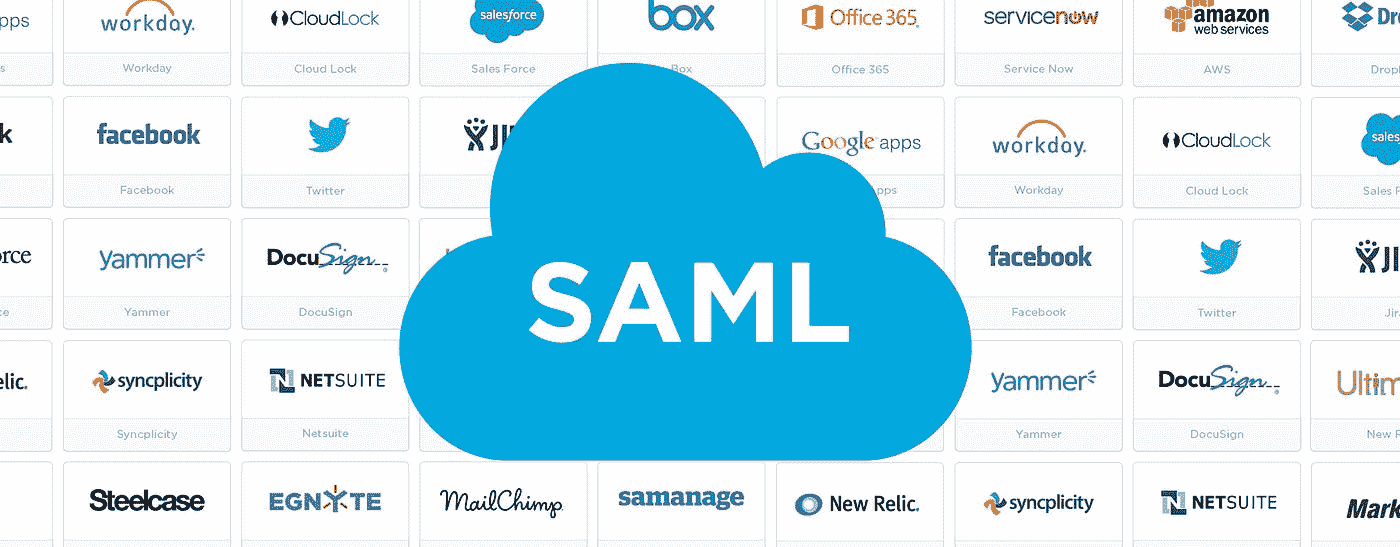 apps workday. CloudLock salesforce box Office 365 servicenow amazon
web services
Workday Cloud Lock Sales Force Box Office 365 Service Now AWS
facebook Google apps workday. CloudLock
Facebook Twitter Workday Cloud Lock
yammer DocuSign facebook
Yammer DocuSign Facebook Twitter
SAML
syncplicity NETSUITE yammer DocuSign
Syncplicity Netsuite Yammer DocuSign
Steelcase EGNYTE MailChimp samanage New Relic. syncplicity NETSUITE